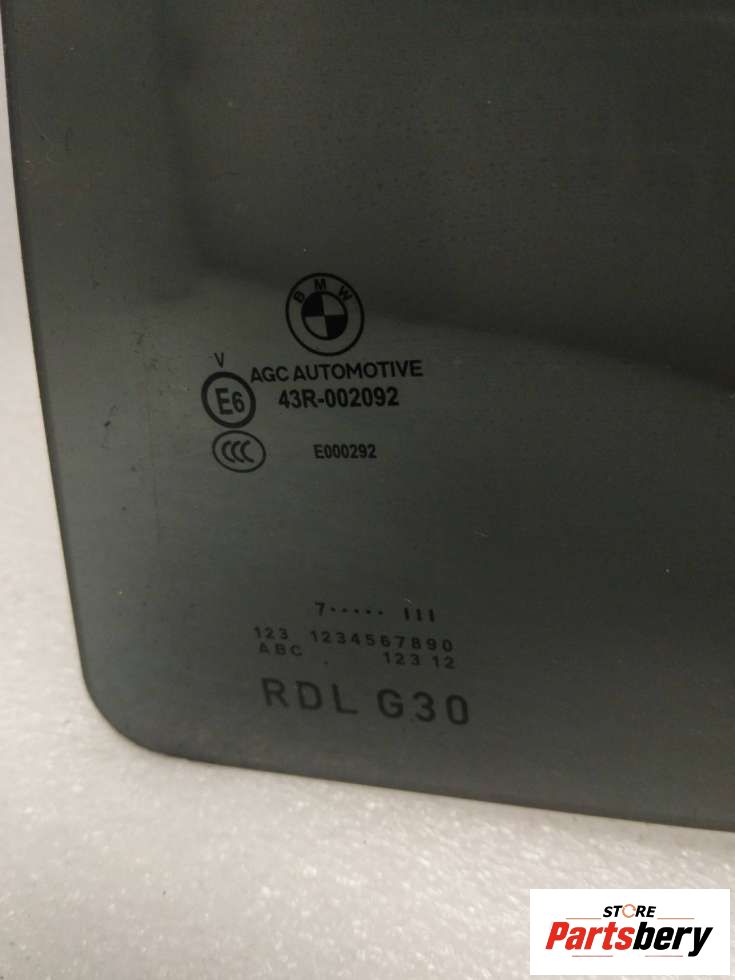 BMW
V
AGC AUTOMOTIVE
E6 43R-002092
CCC E000292
7····· III
123 1234567890
ABC . 123 12
RDL G30
STORE
Partsbery